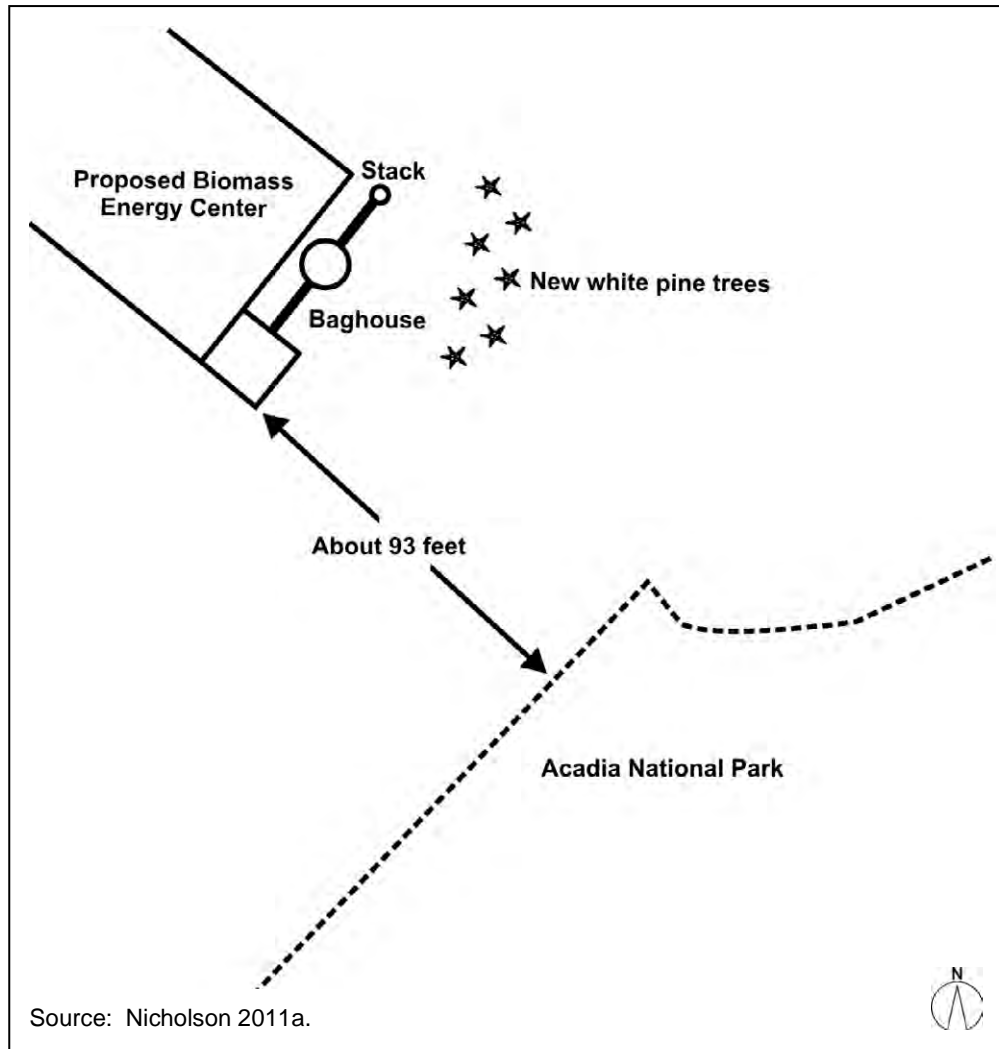 Stack
Proposed Biomass
Energy Center
New white pine trees
Baghouse
About 93 feet
Acadia National Park
N
Source: Nicholson 2011a.